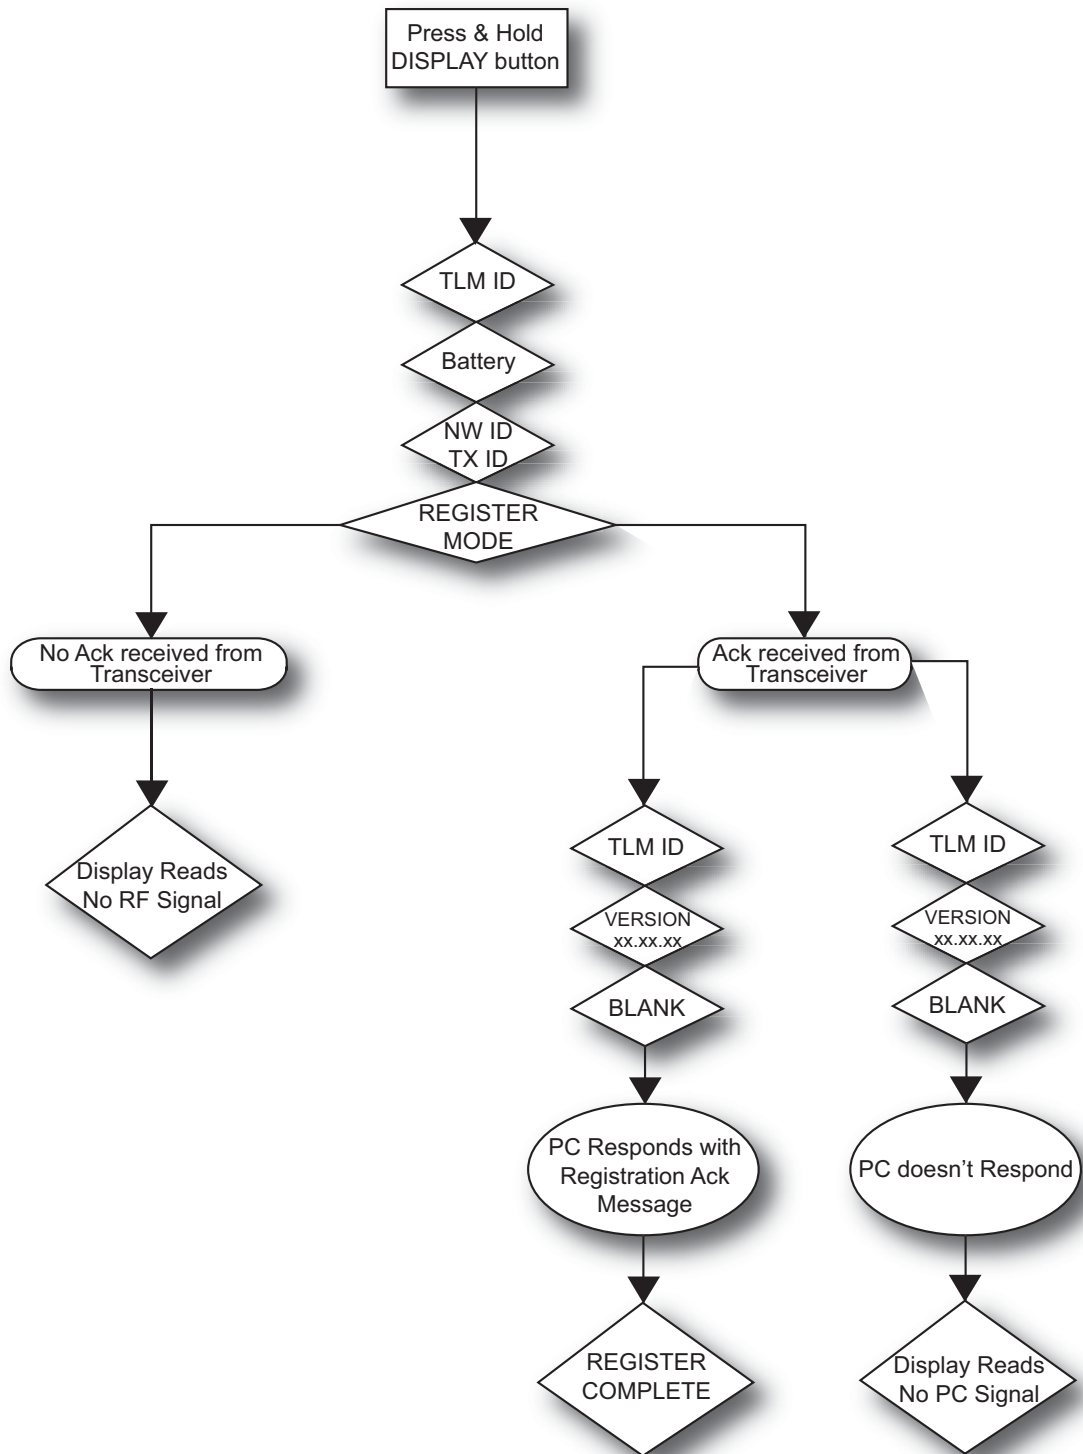 Press & Hold
DISPLAY button
TLM ID
Battery
NW ID
TX ID
REGISTER
MODE
No Ack received from
Transceiver
Ack received from
Transceiver
Display Reads
No RF Signal
TLM ID
VERSION
xx.xx.xx
BLANK
PC Responds with
Registration Ack
Message
REGISTER
COMPLETE
TLM ID
VERSION
xx.xx.xx
BLANK
PC doesn’t Respond
Display Reads
No PC Signal